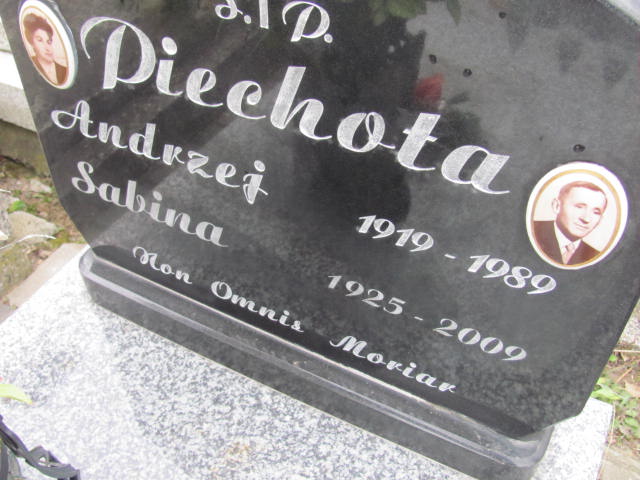 Ś.†P.
Piechota
Andrzej 1919 - 1989
Sabina 1925 - 2009
Non Omnis Moriar